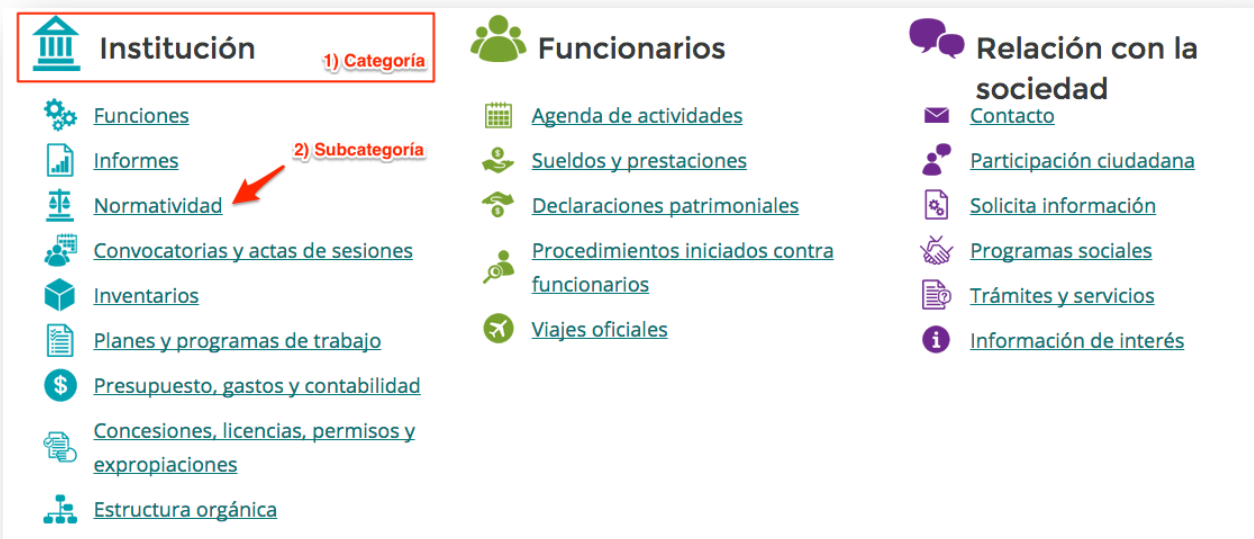 Institución
1) Categoría
Funciones
Informes
2) Subcategoría
Normatividad
Convocatorias y actas de sesiones
Inventarios
Planes y programas de trabajo
Presupuesto, gastos y contabilidad
Concesiones, licencias, permisos y
expropiaciones
Estructura orgánica
Funcionarios
Agenda de actividades
Sueldos y prestaciones
Declaraciones patrimoniales
Procedimientos iniciados contra
funcionarios
Viajes oficiales
Relación con la
sociedad
Contacto
Participación ciudadana
Solicita información
Programas sociales
Trámites y servicios
Información de interés